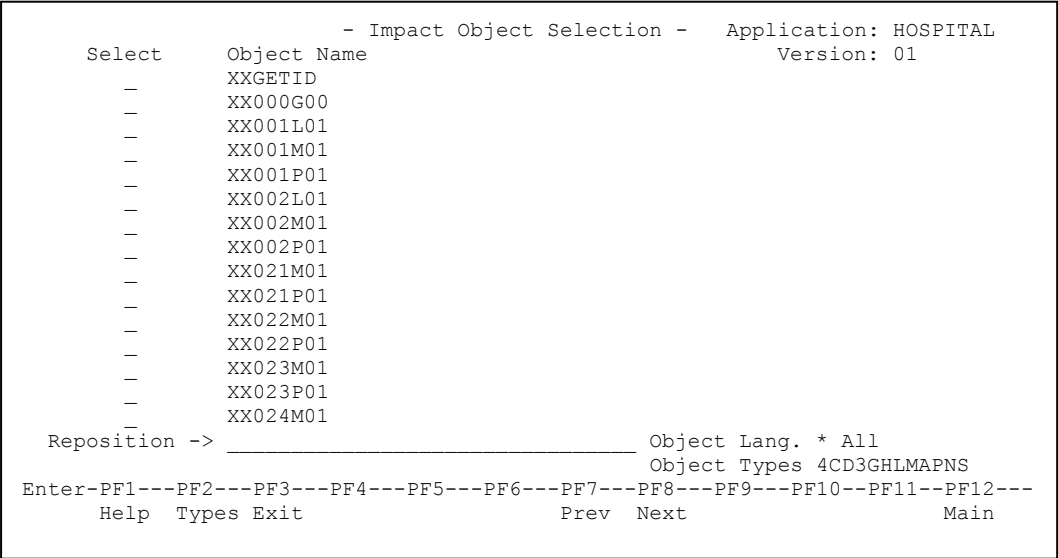 - Impact Object Selection - Application: HOSPITAL
Select Object Name Version: 01
_ XXGETID
_ XX000G00
_ XX001L01
_ XX001M01
_ XX001P01
_ XX002L01
_ XX002M01
_ XX002P01
_ XX021M01
_ XX021P01
_ XX022M01
_ XX022P01
_ XX023M01
_ XX023P01
_ XX024M01
Reposition -> _________________________________ Object Lang. * All
Object Types 4CD3GHLMAPNS
Enter-PF1---PF2---PF3---PF4---PF5---PF6---PF7---PF8---PF9---PF10--PF11--PF12---
Help Types Exit Prev Next Main